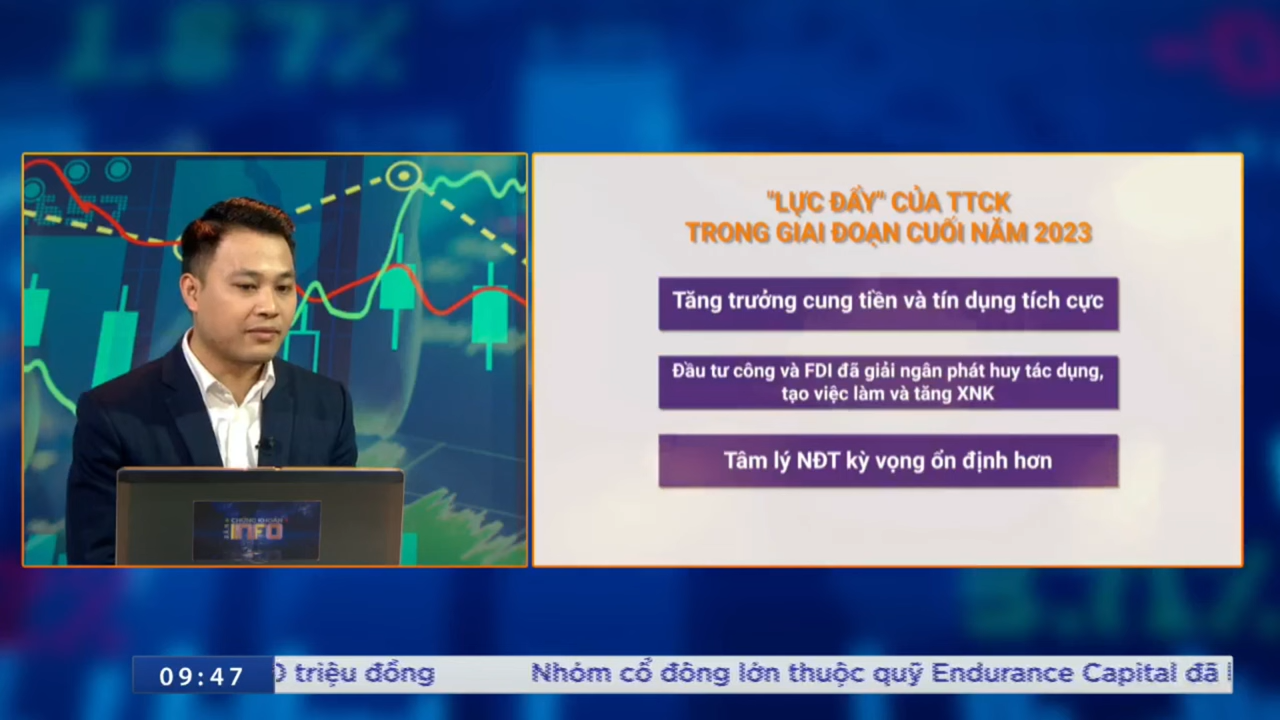 "LỰC ĐẨY" CỦA TTCK
TRONG GIAI ĐOẠN CUỐI NĂM 2023
Tăng trưởng cung tiền và tín dụng tích cực
Đầu tư công và FDI đã giải ngân phát huy tác dụng,
tạo việc làm và tăng XNK
Tâm lý NĐT kỳ vọng ổn định hơn
CHỨNG KHOÁN
INFO
09:47
triệu đồng
Nhóm cổ đông lớn thuộc quỹ Endurance Capital đã